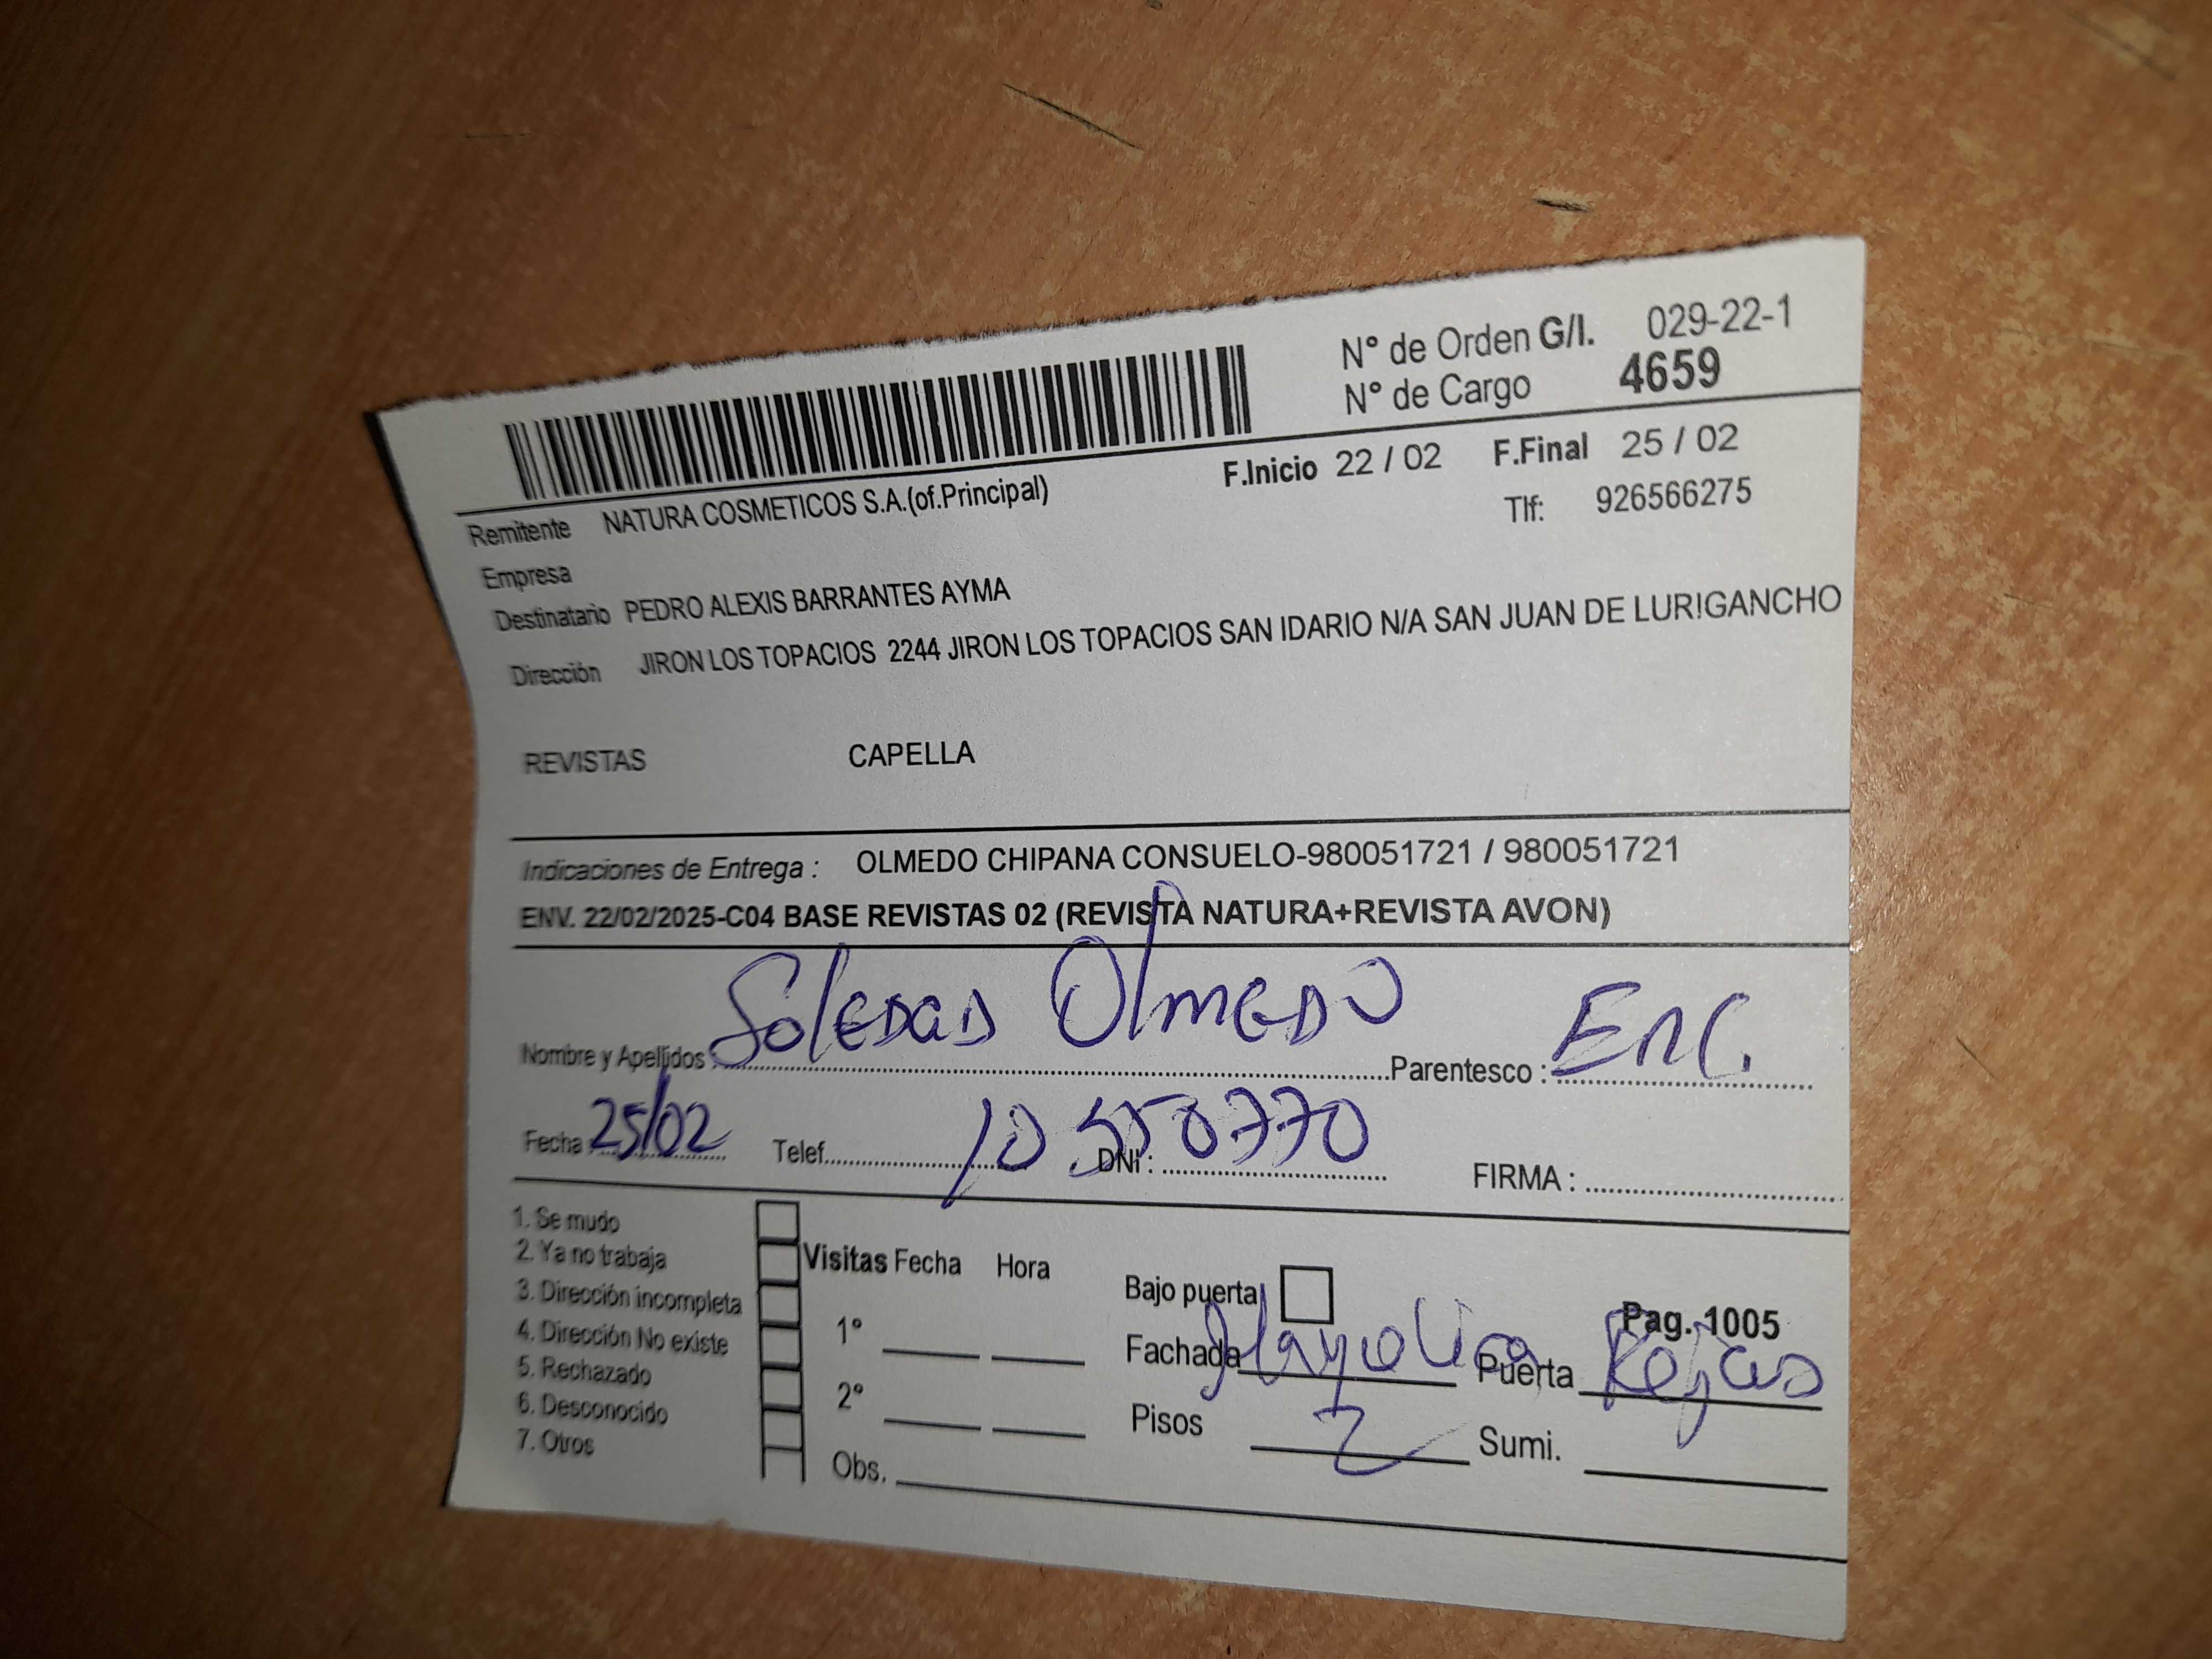 N° de Orden G/I. 029-22-1
N° de Cargo 4659
F.Inicio 22 / 02 F.Final 25 / 02
Remitente NATURA COSMETICOS S.A.(of.Principal) Tlf: 926566275
Empresa
Destinatario PEDRO ALEXIS BARRANTES AYMA
Dirección JIRON LOS TOPACIOS 2244 JIRON LOS TOPACIOS SAN IDARIO N/A SAN JUAN DE LURIGANCHO
REVISTAS CAPELLA
Indicaciones de Entrega : OLMEDO CHIPANA CONSUELO-980051721 / 980051721
ENV. 22/02/2025-C04 BASE REVISTAS 02 (REVISTA NATURA+REVISTA AVON)
Nombre y Apellidos : Soledad Olmedo Parentesco : Enc.
Fecha : 25/02 Telef. DNI : 10550770 FIRMA :
1. Se mudo
2. Ya no trabaja
3. Dirección incompleta
4. Dirección No existe
5. Rechazado
6. Desconocido
7. Otros
Visitas Fecha Hora
1°
2°
Obs.
Bajo puerta Pag. 1005
Fachada Puerta Rejas
Pisos 2 Sumi.